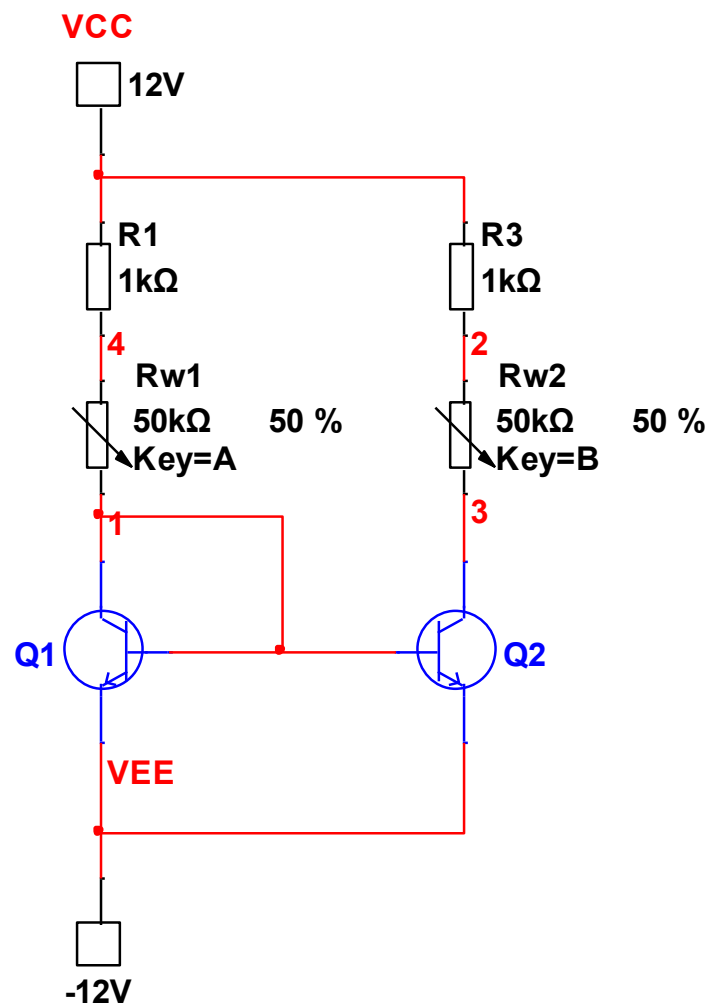 VCC
12V
R1
1kΩ
R3
1kΩ
4
2
Rw1
50kΩ 50 %
Key=A
Rw2
50kΩ 50 %
Key=B
1
3
Q1
Q2
VEE
-12V